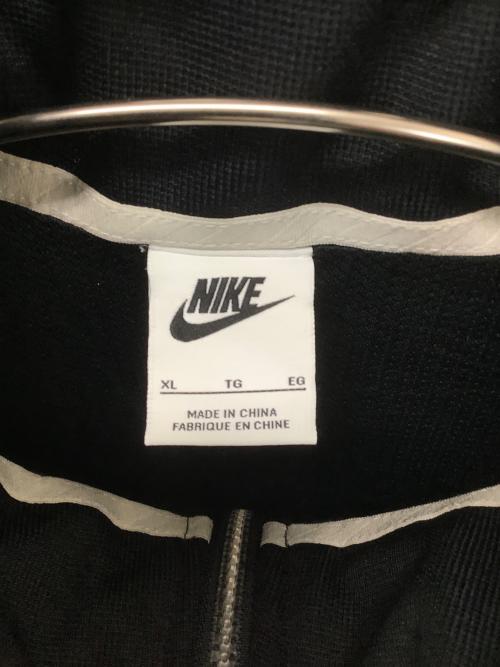 NIKE
XL TG EG
MADE IN CHINA
FABRIQUE EN CHINE